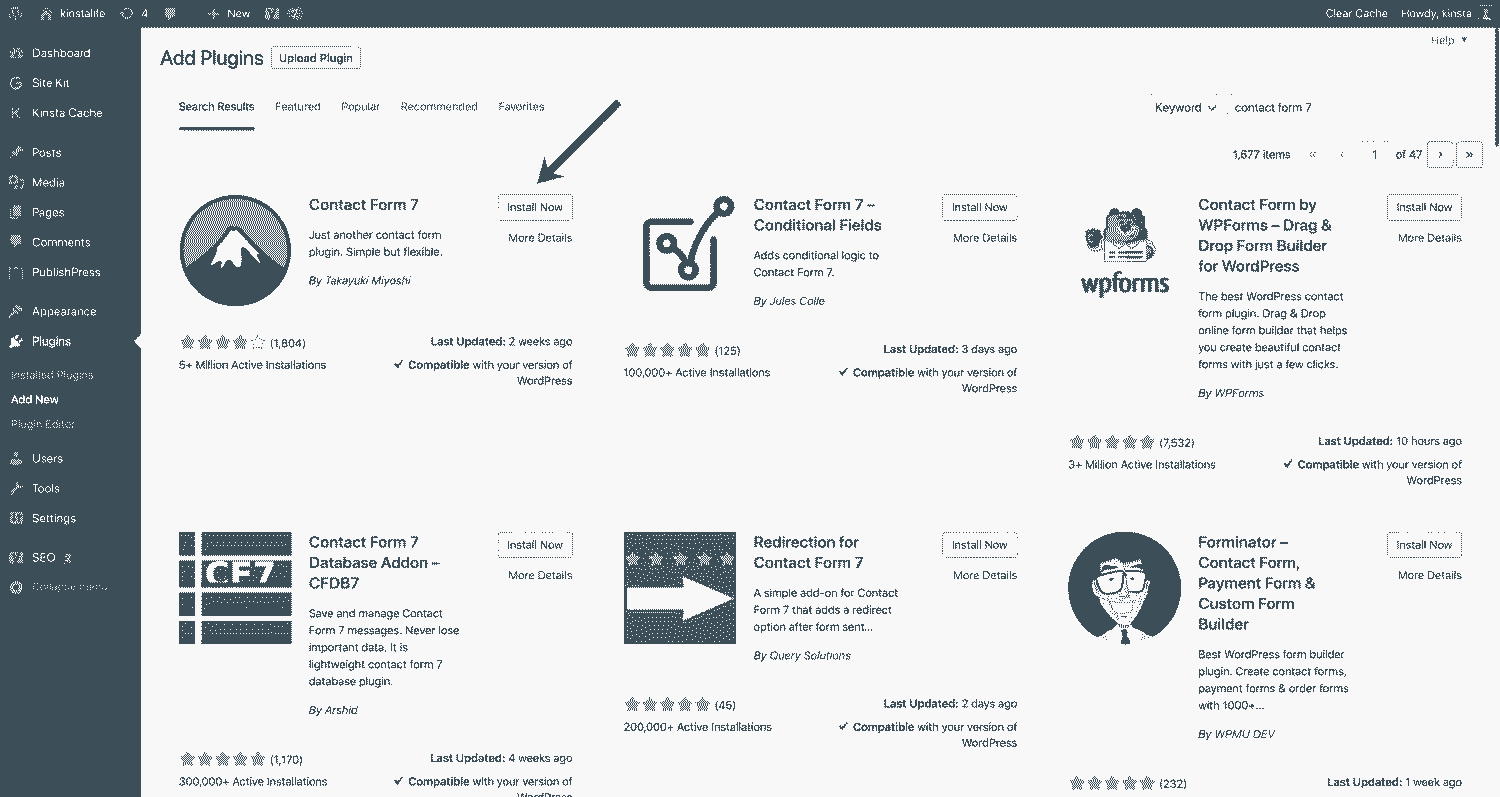 kinstalife 4 New Clear Cache Howdy, kinsta
Dashboard
Site Kit
Kinsta Cache
Posts
Media
Pages
Comments
PublishPress
Appearance
Plugins
Installed Plugins
Add New
Plugin Editor
Users
Tools
Settings
SEO
Collapse menu
Help
Add Plugins Upload Plugin
Search Results Featured Popular Recommended Favorites
Keyword contact form 7
1,677 items « ‹ 1 of 47 › »
Contact Form 7
Install Now
More Details
Just another contact form
plugin. Simple but flexible.
By Takayuki Miyoshi
(1,804)
5+ Million Active Installations
Last Updated: 2 weeks ago
Compatible with your version of
WordPress
Contact Form 7 –
Conditional Fields
Install Now
More Details
Adds conditional logic to
Contact Form 7.
By Jules Colle
(125)
100,000+ Active Installations
Last Updated: 3 days ago
Compatible with your version of
WordPress
wpforms
Contact Form by
WPForms – Drag &
Drop Form Builder
for WordPress
Install Now
More Details
The best WordPress contact
form plugin. Drag & Drop
online form builder that helps
you create beautiful contact
forms with just a few clicks.
By WPForms
(7,532)
3+ Million Active Installations
Last Updated: 10 hours ago
Compatible with your version of
WordPress
CF7
Contact Form 7
Database Addon –
CFDB7
Install Now
More Details
Save and manage Contact
Form 7 messages. Never lose
important data. It is
lightweight contact form 7
database plugin.
By Arshid
(1,170)
300,000+ Active Installations
Last Updated: 4 weeks ago
Compatible with your version of
WordPress
Redirection for
Contact Form 7
Install Now
More Details
A simple add-on for Contact
Form 7 that adds a redirect
option after form sent...
By Query Solutions
(45)
200,000+ Active Installations
Last Updated: 2 days ago
Compatible with your version of
WordPress
Forminator –
Contact Form,
Payment Form &
Custom Form
Builder
Install Now
More Details
Best WordPress form builder
plugin. Create contact forms,
payment forms & order forms
with 1000+...
By WPMU DEV
(232)
Last Updated: 1 week ago